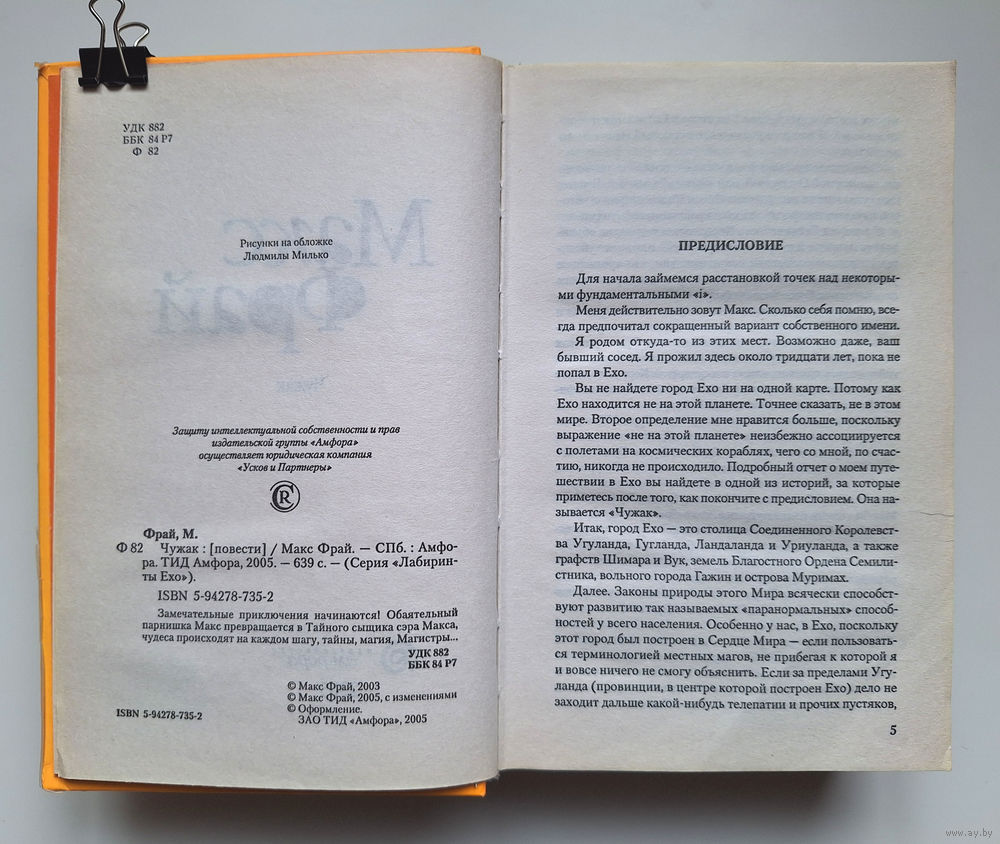 УДК 882
ББК 84 Р7
Ф 82
Рисунки на обложке
Людмилы Милько
Защиту интеллектуальной собственности и прав
издательской группы «Амфора»
осуществляет юридическая компания
«Усков и Партнеры»
Фрай, М.
Ф 82 Чужак : [повести] / Макс Фрай. — СПб. : Амфо-
ра. ТИД Амфора, 2005. — 639 с. — (Серия «Лабирин-
ты Ехо»).
ISBN 5-94278-735-2
Замечательные приключения начинаются! Обаятельный
парнишка Макс превращается в Тайного сыщика сэра Макса,
чудеса происходят на каждом шагу, тайны, магия, Магистры...
УДК 882
ББК 84 Р7
© Макс Фрай, 2003
© Макс Фрай, 2005, с изменениями
© Оформление.
ЗАО ТИД «Амфора», 2005
ISBN 5-94278-735-2
ПРЕДИСЛОВИЕ
Для начала займемся расстановкой точек над некоторы-
ми фундаментальными «i».
Меня действительно зовут Макс. Сколько себя помню, все-
гда предпочитал сокращенный вариант собственного имени.
Я родом откуда-то из этих мест. Возможно даже, ваш
бывший сосед. Я прожил здесь около тридцати лет, пока не
попал в Ехо.
Вы не найдете город Ехо ни на одной карте. Потому как
Ехо находится не на этой планете. Точнее сказать, не в этом
мире. Второе определение мне нравится больше, поскольку
выражение «не на этой планете» неизбежно ассоциируется
с полетами на космических кораблях, чего со мной, по счас-
тию, никогда не происходило. Подробный отчет о моем путе-
шествии в Ехо вы найдете в одной из историй, за которые
приметесь после того, как покончите с предисловием. Она на-
зывается «Чужак».
Итак, город Ехо — это столица Соединенного Королевст-
ва Угуланда, Гугланда, Ландаланда и Уриуланда, а также
графств Шимара и Вук, земель Благостного Ордена Семили-
стника, вольного города Гажин и острова Муримах.
Далее. Законы природы этого Мира всячески способст-
вуют развитию так называемых «паранормальных» способ-
ностей у всего населения. Особенно у нас, в Ехо, поскольку
этот город был построен в Сердце Мира — если пользовать-
ся терминологией местных магов, не прибегая к которой я
и вовсе ничего не смогу объяснить. Если за пределами Угу-
ланда (провинции, в центре которой построен Ехо) дело не
заходит дальше какой-нибудь телепатии и прочих пустяков,
5
www.ay.by